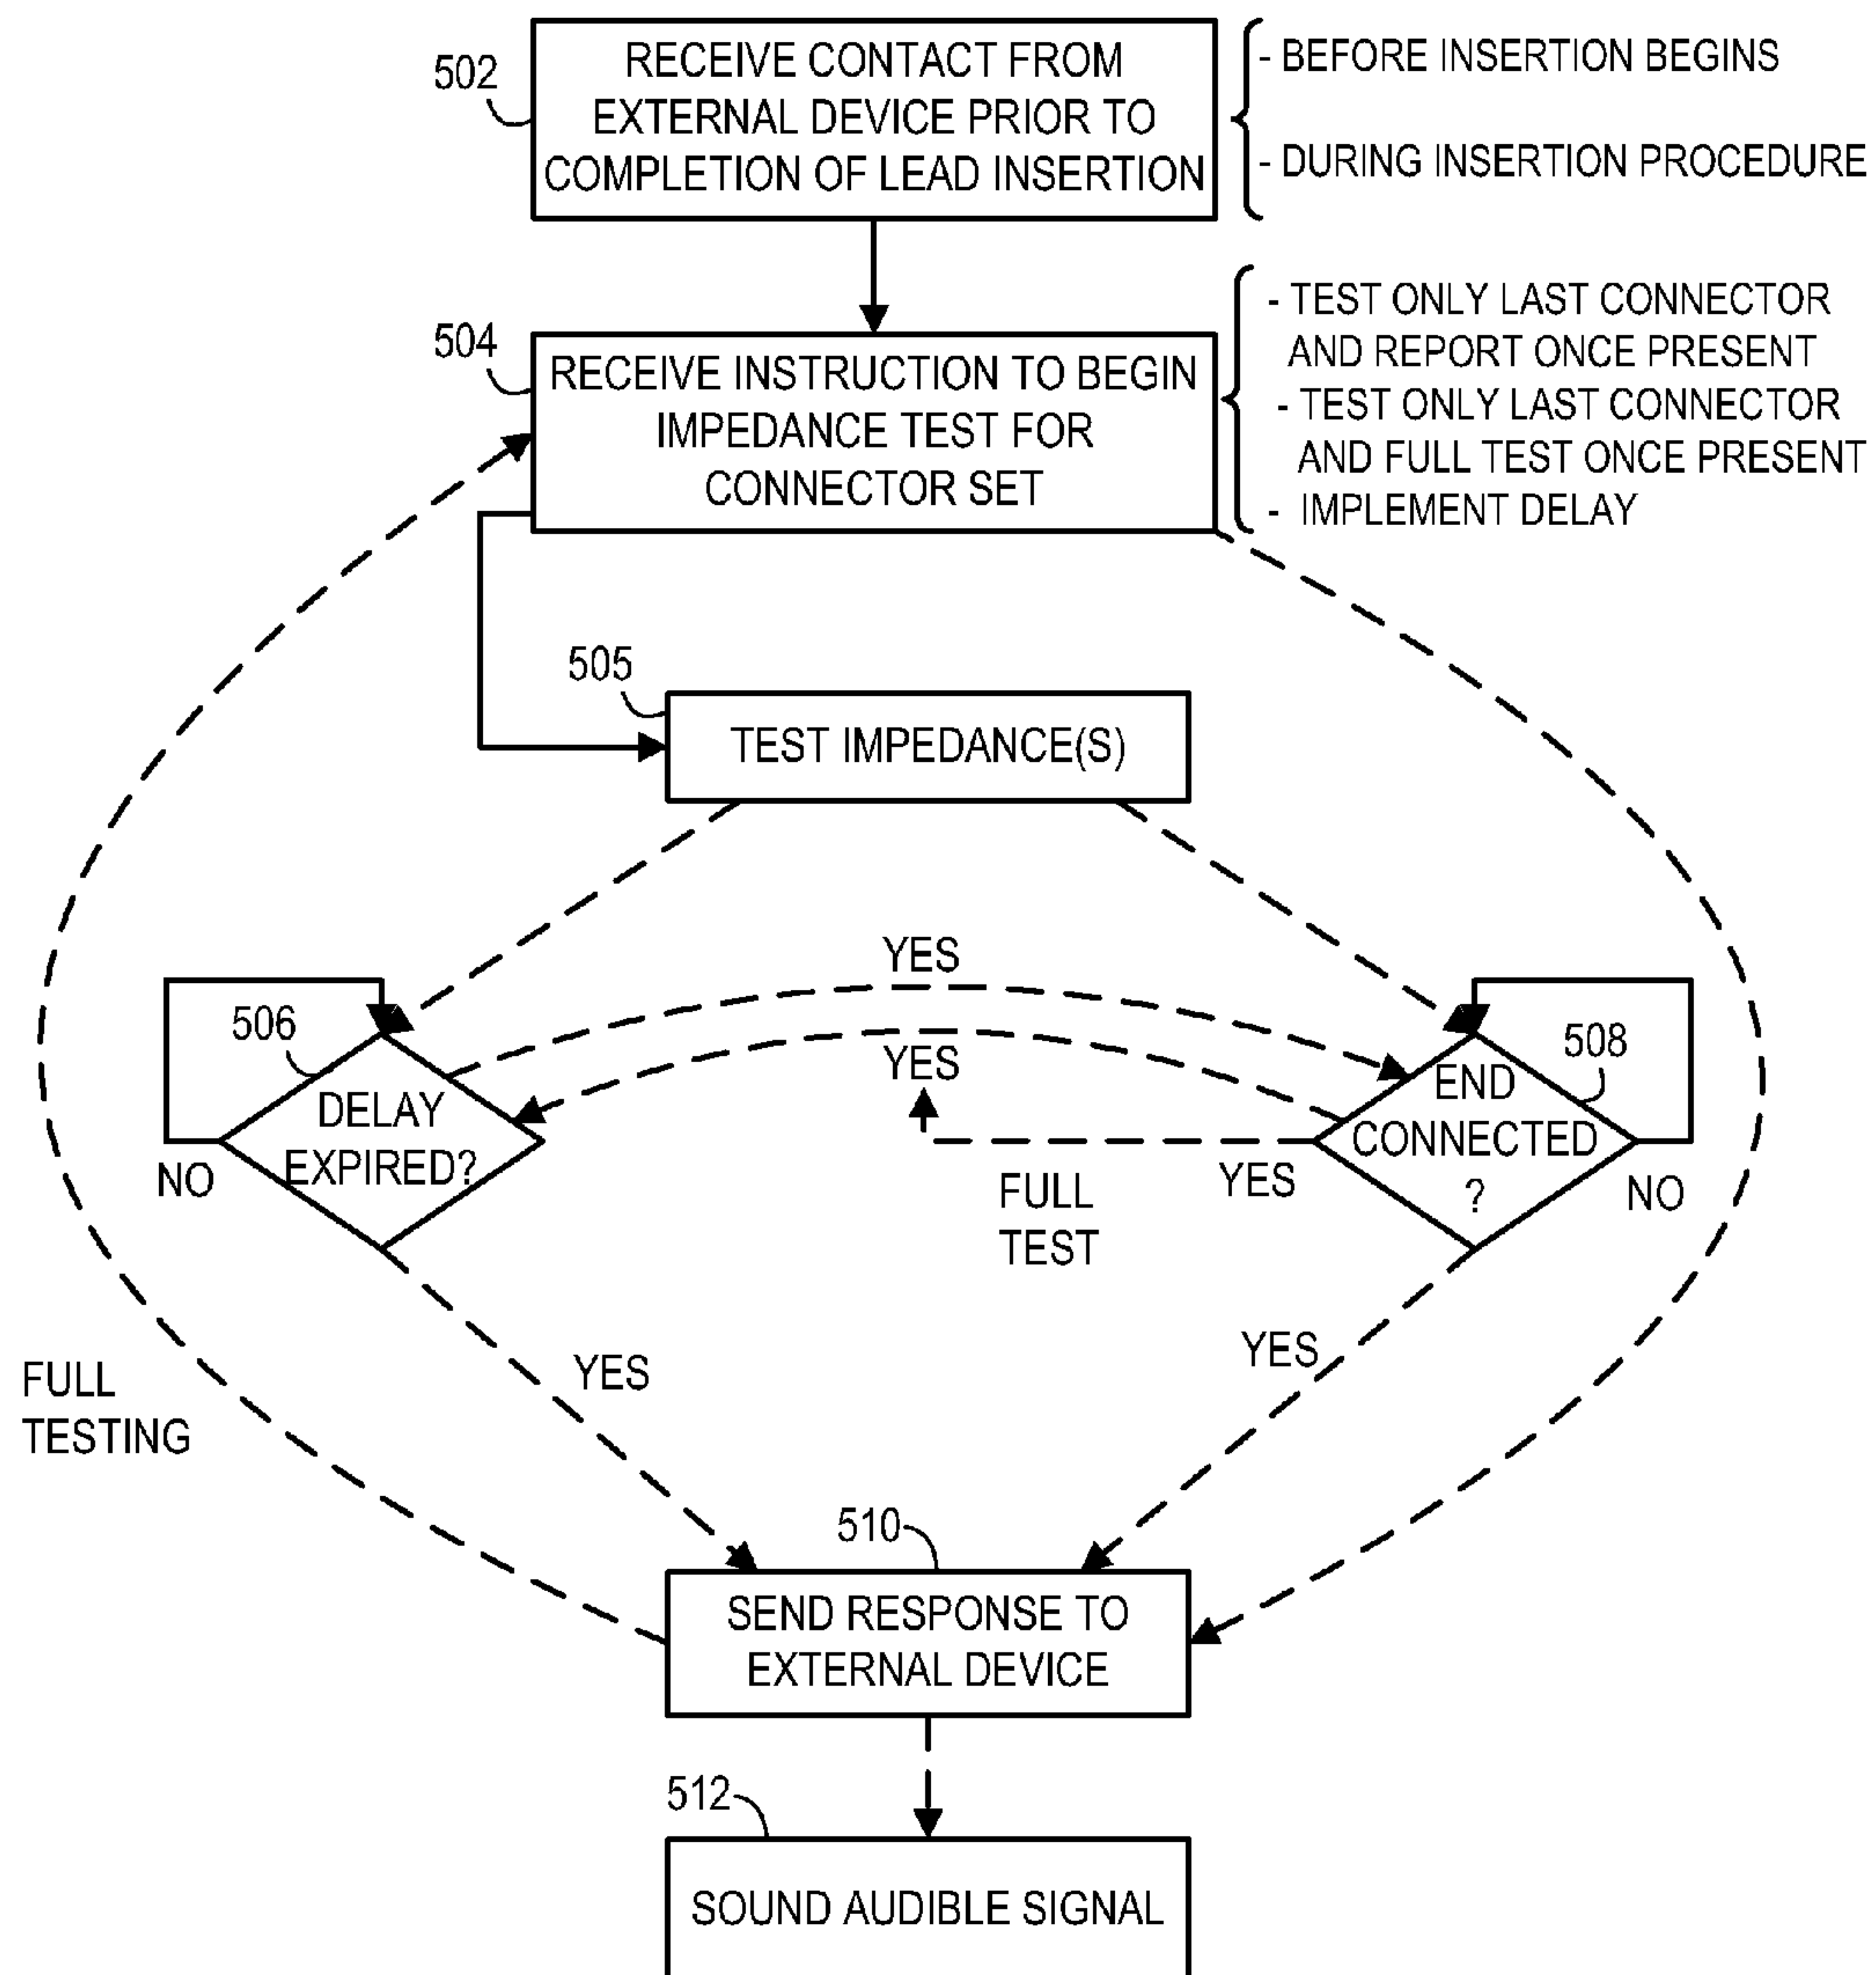 502
RECEIVE CONTACT FROM
EXTERNAL DEVICE PRIOR TO
COMPLETION OF LEAD INSERTION
- BEFORE INSERTION BEGINS
- DURING INSERTION PROCEDURE
504
RECEIVE INSTRUCTION TO BEGIN
IMPEDANCE TEST FOR
CONNECTOR SET
- TEST ONLY LAST CONNECTOR
AND REPORT ONCE PRESENT
- TEST ONLY LAST CONNECTOR
AND FULL TEST ONCE PRESENT
- IMPLEMENT DELAY
505
TEST IMPEDANCE(S)
YES
YES
506
DELAY
EXPIRED?
NO
508
END
CONNECTED
?
NO
YES
FULL
TEST
YES
YES
FULL
TESTING
510
SEND RESPONSE TO
EXTERNAL DEVICE
512
SOUND AUDIBLE SIGNAL